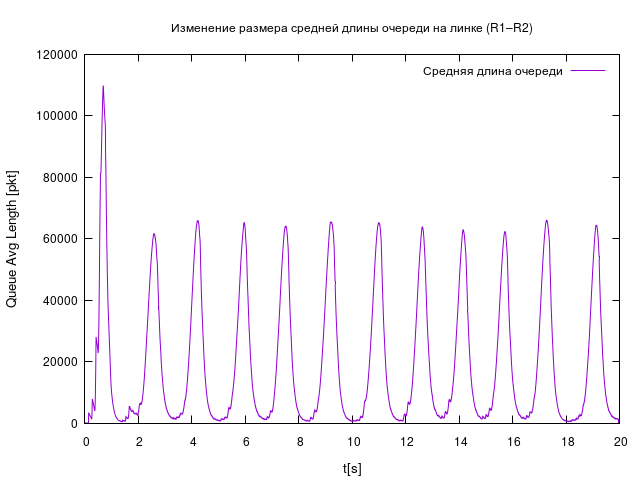 Изменение размера средней длины очереди на линке (R1–R2)
120000
100000
80000
60000
40000
20000
0
Queue Avg Length [pkt]
Средняя длина очереди
0 2 4 6 8 10 12 14 16 18 20
t[s]